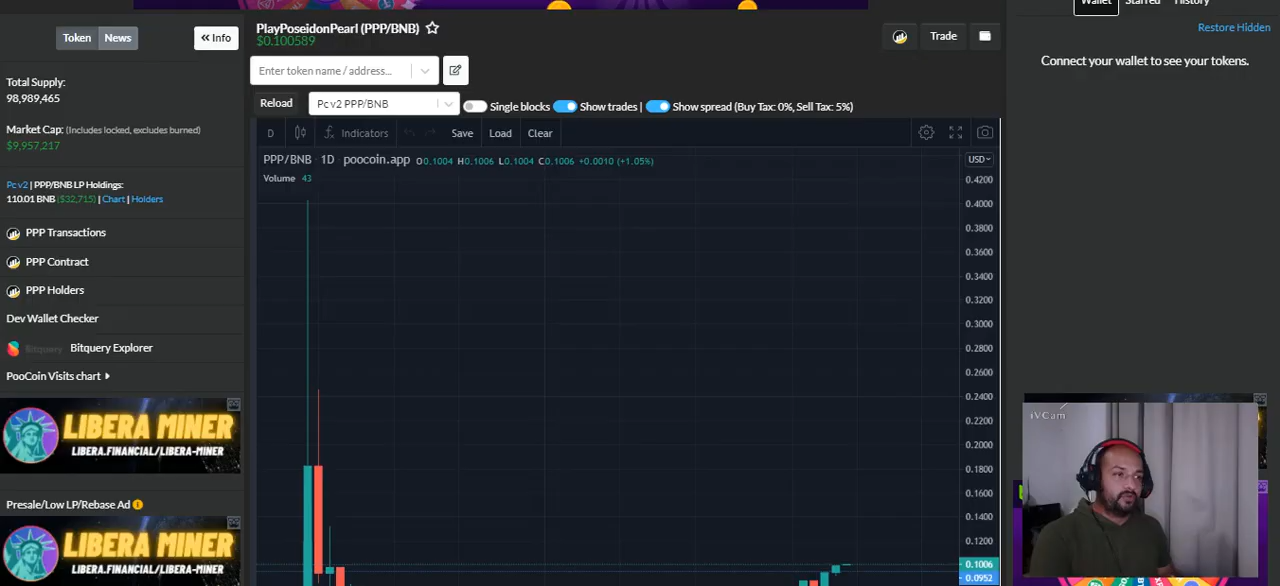 Token News
« Info
Total Supply:
98,989,465
Market Cap: (Includes locked, excludes burned)
$9,957,217
Pc v2 | PPP/BNB LP Holdings:
110.01 BNB ($32,715) | Chart | Holders
PPP Transactions
PPP Contract
PPP Holders
Dev Wallet Checker
Bitquery Bitquery Explorer
PooCoin Visits chart
LIBERA MINER
LIBERA.FINANCIAL/LIBERA-MINER
Presale/Low LP/Rebase Ad
LIBERA MINER
LIBERA.FINANCIAL/LIBERA-MINER
PlayPoseidonPearl (PPP/BNB)
$0.100589
Trade
Enter token name / address...
Reload Pc v2 PPP/BNB Single blocks Show trades | Show spread (Buy Tax: 0%, Sell Tax: 5%)
D Indicators Save Load Clear
PPP/BNB · 1D · poocoin.app O0.1004 H0.1006 L0.1004 C0.1006 +0.0010 (+1.05%)
Volume 43
USD
0.4200
0.4000
0.3800
0.3600
0.3400
0.3200
0.3000
0.2800
0.2600
0.2400
0.2200
0.2000
0.1800
0.1600
0.1400
0.1200
0.1006
0.0952
Wallet Starred History
Restore Hidden
Connect your wallet to see your tokens.
iVCam